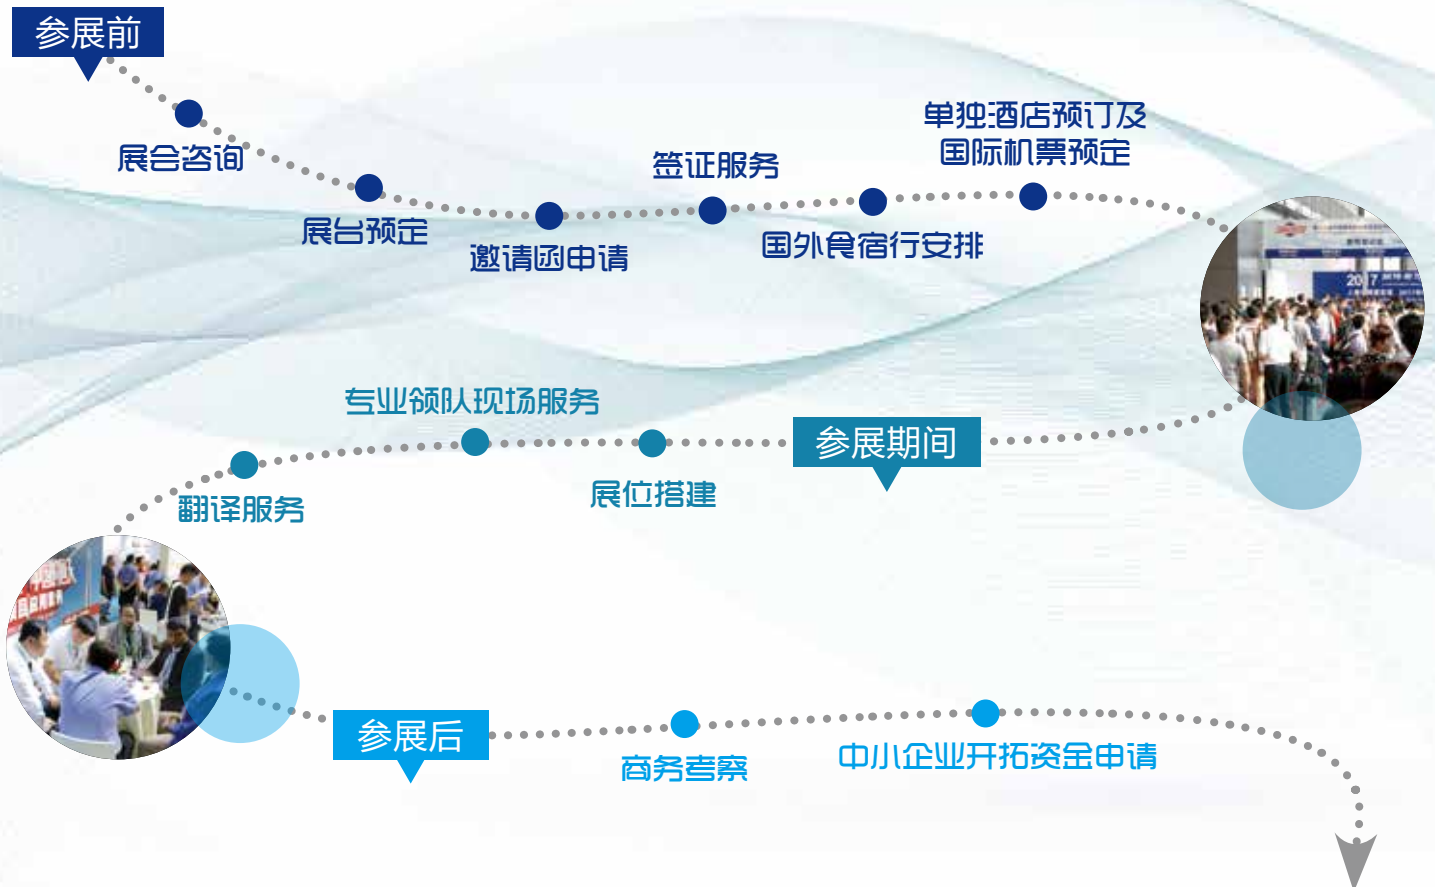 参展前
展会咨询
展台预定
邀请函申请
签证服务
国外食宿行安排
单独酒店预订及
国际机票预定
2017
参展期间
展位搭建
专业领队现场服务
翻译服务
参展后
商务考察
中小企业开拓资金申请